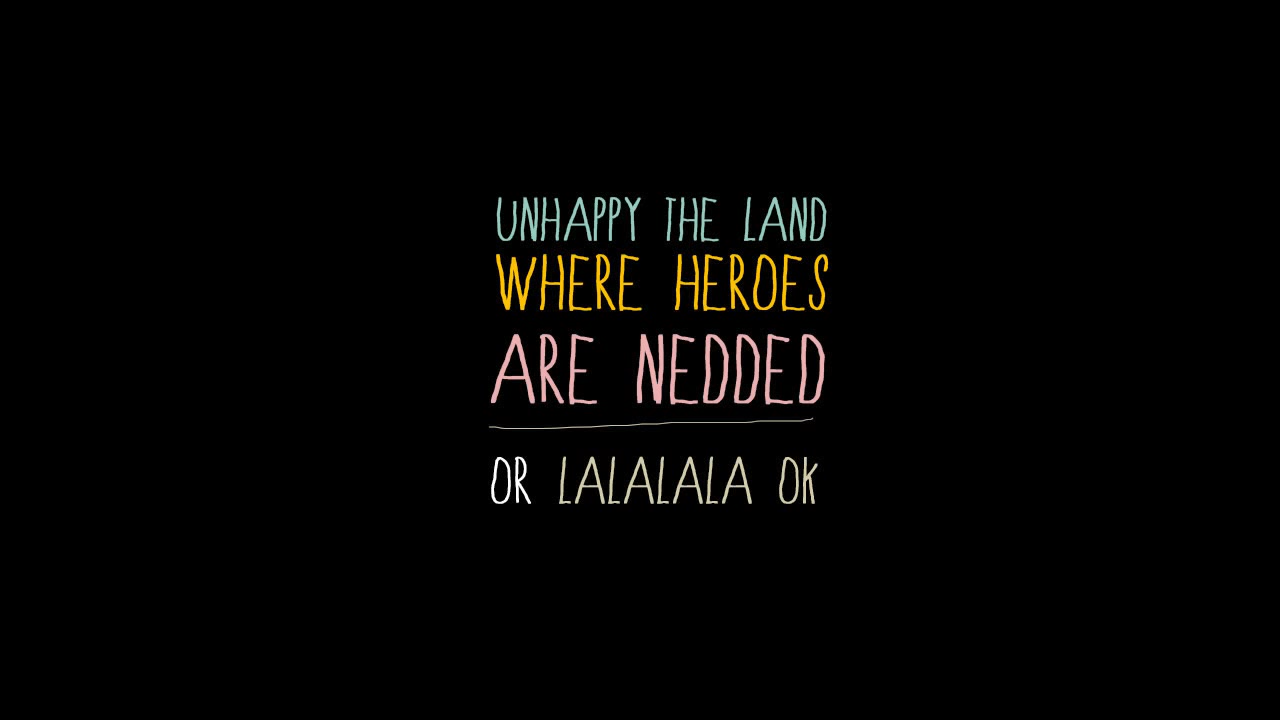 UNHAPPY THE LAND
WHERE HEROES
ARE NEDDED
OR LALALALA OK